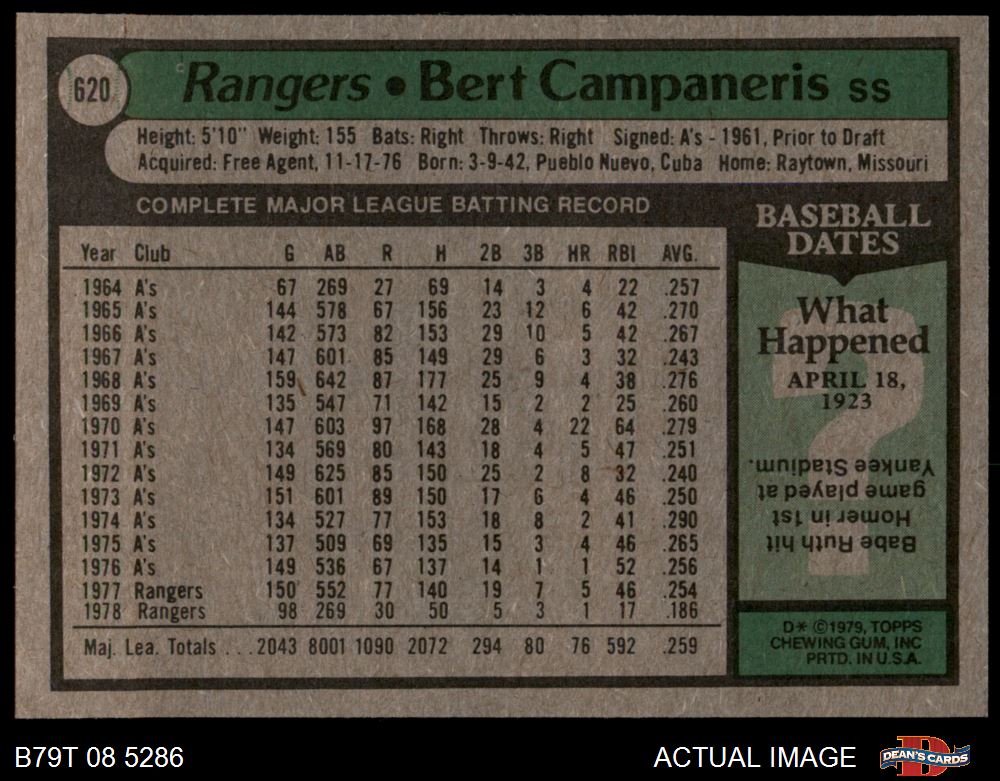 620
Rangers • Bert Campaneris SS
Height: 5'10" Weight: 155 Bats: Right Throws: Right Signed: A's - 1961, Prior to Draft
Acquired: Free Agent, 11-17-76 Born: 3-9-42, Pueblo Nuevo, Cuba Home: Raytown, Missouri
COMPLETE MAJOR LEAGUE BATTING RECORD
Year Club G AB R H 2B 3B HR RBI AVG.
1964 A's 67 269 27 69 14 3 4 22 .257
1965 A's 144 578 67 156 23 12 6 42 .270
1966 A's 142 573 82 153 29 10 5 42 .267
1967 A's 147 601 85 149 29 6 3 32 .243
1968 A's 159 642 87 177 25 9 4 38 .276
1969 A's 135 547 71 142 15 2 2 25 .260
1970 A's 147 603 97 168 28 4 22 64 .279
1971 A's 134 569 80 143 18 4 5 47 .251
1972 A's 149 625 85 150 25 2 8 32 .240
1973 A's 151 601 89 150 17 6 4 46 .250
1974 A's 134 527 77 153 18 8 2 41 .290
1975 A's 137 509 69 135 15 3 4 46 .265
1976 A's 149 536 67 137 14 1 1 52 .256
1977 Rangers 150 552 77 140 19 7 5 46 .254
1978 Rangers 98 269 30 50 5 3 1 17 .186
Maj. Lea. Totals . . . 2043 8001 1090 2072 294 80 76 592 .259
BASEBALL
DATES
What
Happened
APRIL 18,
1923
?
Babe Ruth hit
Homer in 1st
game played at
Yankee Stadium.
D* ©1979, TOPPS
CHEWING GUM, INC
PRTD. IN U.S.A.
B79T 08 5286
ACTUAL IMAGE
D
DEAN'S CARDS